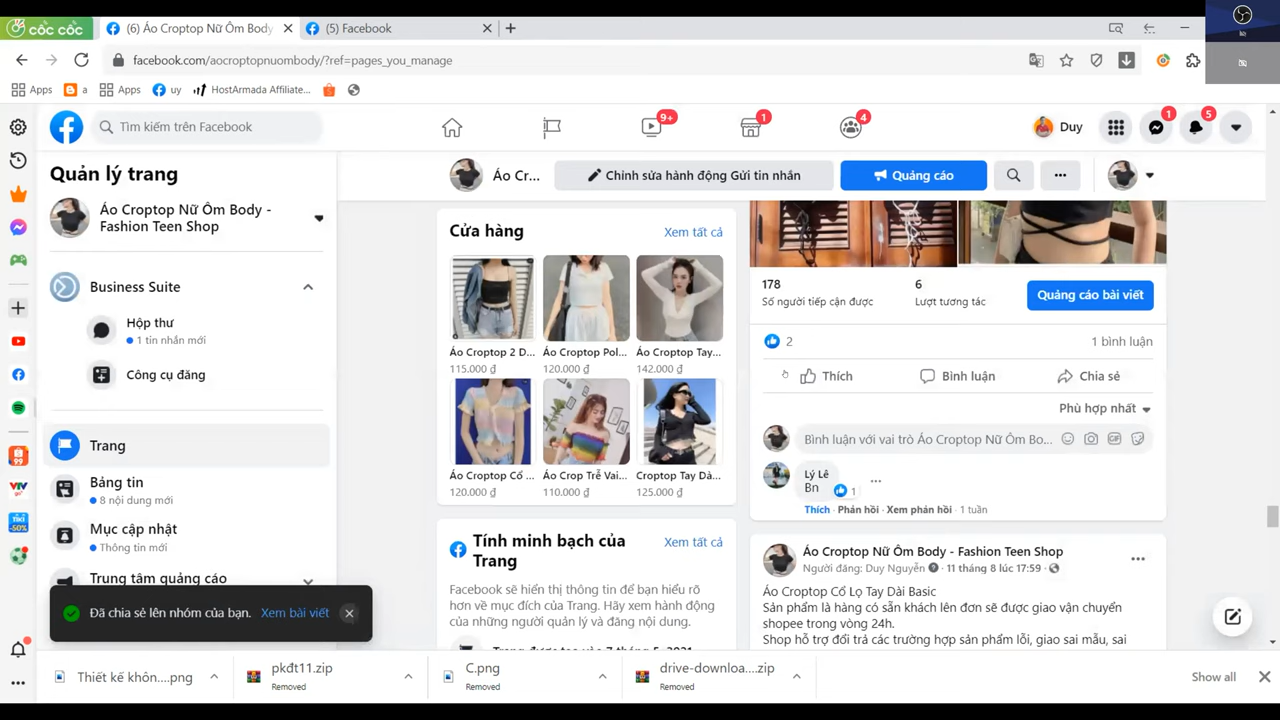 cốc cốc
(6) Áo Croptop Nữ Ôm Body
(5) Facebook
facebook.com/aocroptopnuombody/?ref=pages_you_manage
Apps
a
Apps
uy
HostArmada Affiliate...
Tìm kiếm trên Facebook
9+
1
4
Duy
1
5
Quản lý trang
Áo Cr...
Chỉnh sửa hành động Gửi tin nhắn
Quảng cáo
Áo Croptop Nữ Ôm Body -
Fashion Teen Shop
Business Suite
Hộp thư
1 tin nhắn mới
Công cụ đăng
Trang
Bảng tin
8 nội dung mới
Mục cập nhật
Thông tin mới
Trung tâm quảng cáo
Đã chia sẻ lên nhóm của bạn.
Xem bài viết
Cửa hàng
Xem tất cả
Áo Croptop 2 D...
Áo Croptop Pol...
Áo Croptop Tay...
115.000 ₫
120.000 ₫
142.000 ₫
Áo Croptop Cổ ...
Áo Crop Trễ Vai...
Croptop Tay Dà...
120.000 ₫
110.000 ₫
125.000 ₫
Tính minh bạch của
Trang
Xem tất cả
Facebook sẽ hiển thị thông tin để bạn hiểu rõ
hơn về mục đích của Trang. Hãy xem hành động
của những người quản lý và đăng nội dung.
Trang được tạo vào 7 tháng 5, 2021
178
Số người tiếp cận được
6
Lượt tương tác
Quảng cáo bài viết
2
1 bình luận
Thích
Bình luận
Chia sẻ
Phù hợp nhất
Bình luận với vai trò Áo Croptop Nữ Ôm Bo...
GIF
Lý Lê
Bn
1
Thích · Phản hồi · Xem phản hồi · 1 tuần
Áo Croptop Nữ Ôm Body - Fashion Teen Shop
Người đăng: Duy Nguyễn · 11 tháng 8 lúc 17:59 ·
Áo Croptop Cổ Lọ Tay Dài Basic
Sản phẩm là hàng có sẵn khách lên đơn sẽ được giao vận chuyển
shopee trong vòng 24h.
Shop hỗ trợ đổi trả các trường hợp sản phẩm lỗi, giao sai mẫu, sai
Thiết kế khôn....png
pkđt11.zip
Removed
C.png
Removed
drive-downloa....zip
Removed
Show all